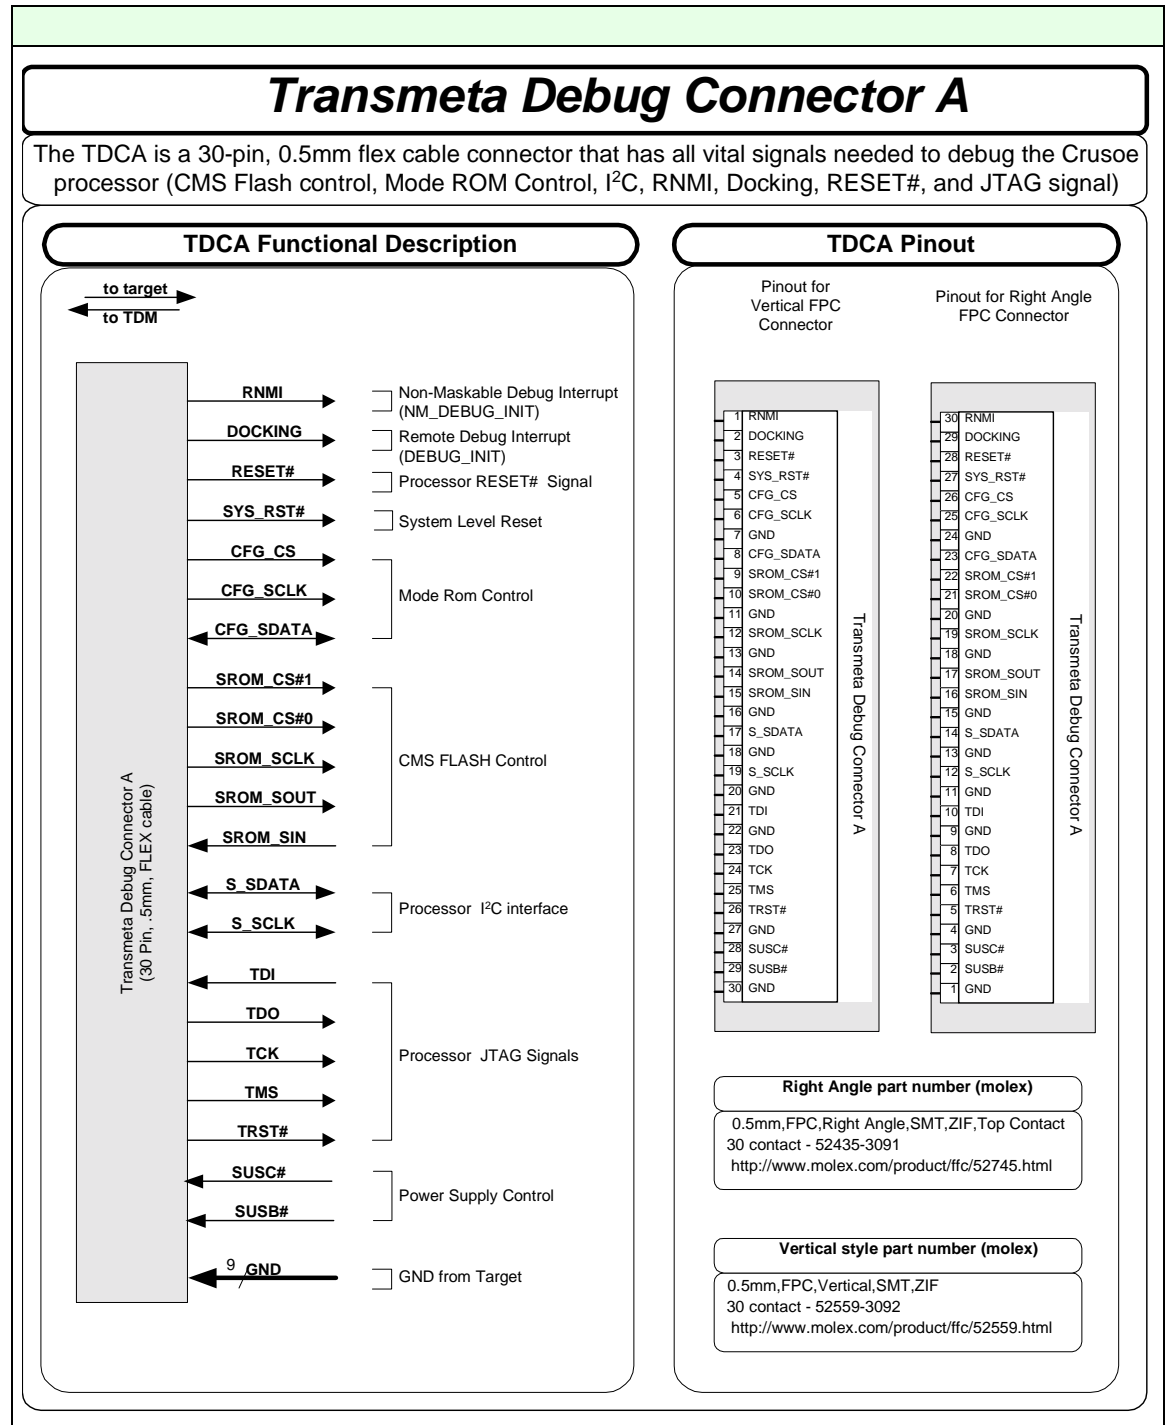 Transmeta Debug Connector A
The TDCA is a 30-pin, 0.5mm flex cable connector that has all vital signals needed to debug the Crusoe
processor (CMS Flash control, Mode ROM Control, I²C, RNMI, Docking, RESET#, and JTAG signal)
TDCA Functional Description
to target
to TDM
Transmeta Debug Connector A
(30 Pin, .5mm, FLEX cable)
RNMI
Non-Maskable Debug Interrupt
(NM_DEBUG_INIT)
DOCKING
Remote Debug Interrupt
(DEBUG_INIT)
RESET#
Processor RESET# Signal
SYS_RST#
System Level Reset
CFG_CS
CFG_SCLK
Mode Rom Control
CFG_SDATA
SROM_CS#1
SROM_CS#0
SROM_SCLK
CMS FLASH Control
SROM_SOUT
SROM_SIN
S_SDATA
Processor I²C interface
S_SCLK
TDI
TDO
TCK
Processor JTAG Signals
TMS
TRST#
SUSC#
Power Supply Control
SUSB#
9 GND
GND from Target
TDCA Pinout
Pinout for
Vertical FPC
Connector
1 RNMI
2 DOCKING
3 RESET#
4 SYS_RST#
5 CFG_CS
6 CFG_SCLK
7 GND
8 CFG_SDATA
9 SROM_CS#1
10 SROM_CS#0
11 GND
12 SROM_SCLK
13 GND
14 SROM_SOUT
15 SROM_SIN
16 GND
17 S_SDATA
18 GND
19 S_SCLK
20 GND
21 TDI
22 GND
23 TDO
24 TCK
25 TMS
26 TRST#
27 GND
28 SUSC#
29 SUSB#
30 GND
Transmeta Debug Connector A
Pinout for Right Angle
FPC Connector
30 RNMI
29 DOCKING
28 RESET#
27 SYS_RST#
26 CFG_CS
25 CFG_SCLK
24 GND
23 CFG_SDATA
22 SROM_CS#1
21 SROM_CS#0
20 GND
19 SROM_SCLK
18 GND
17 SROM_SOUT
16 SROM_SIN
15 GND
14 S_SDATA
13 GND
12 S_SCLK
11 GND
10 TDI
9 GND
8 TDO
7 TCK
6 TMS
5 TRST#
4 GND
3 SUSC#
2 SUSB#
1 GND
Transmeta Debug Connector A
Right Angle part number (molex)
0.5mm,FPC,Right Angle,SMT,ZIF,Top Contact
30 contact - 52435-3091
http://www.molex.com/product/ffc/52745.html
Vertical style part number (molex)
0.5mm,FPC,Vertical,SMT,ZIF
30 contact - 52559-3092
http://www.molex.com/product/ffc/52559.html